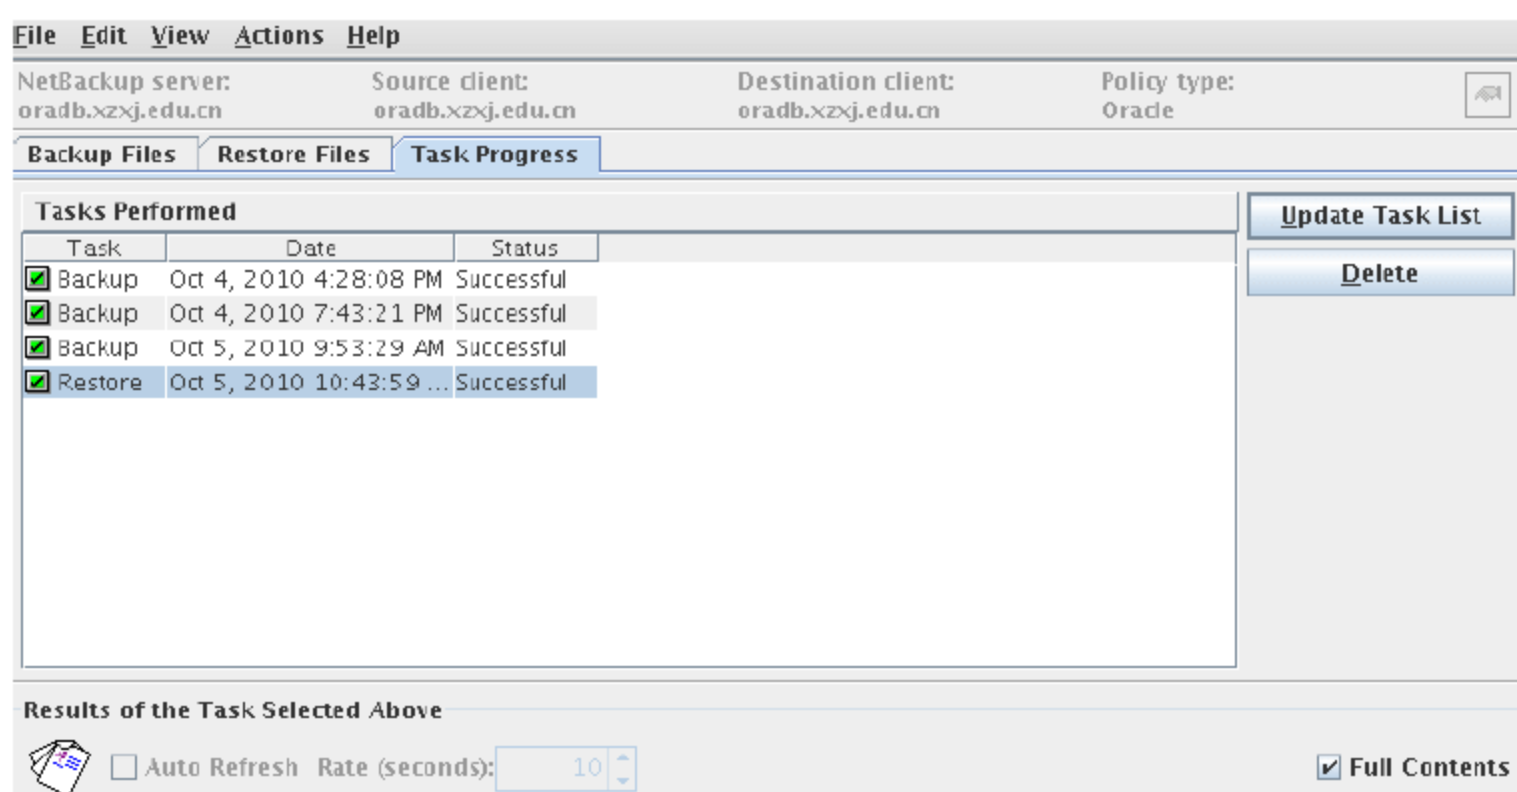 File Edit View Actions Help
NetBackup server: Source client: Destination client: Policy type:
oradb.xzxj.edu.cn oradb.xzxj.edu.cn oradb.xzxj.edu.cn Oracle
Backup Files Restore Files Task Progress
Tasks Performed
Update Task List
Task Date Status
Delete
Backup Oct 4, 2010 4:28:08 PM Successful
Backup Oct 4, 2010 7:43:21 PM Successful
Backup Oct 5, 2010 9:53:29 AM Successful
Restore Oct 5, 2010 10:43:59 ... Successful
Results of the Task Selected Above
Auto Refresh Rate (seconds): 10 Full Contents